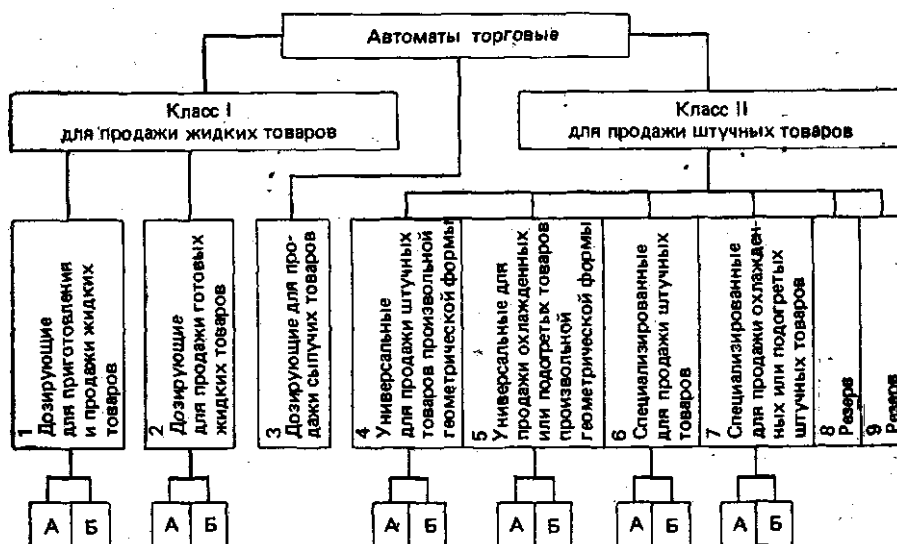 Автоматы торговые
Класс I
для продажи жидких товаров
Класс II
для продажи штучных товаров
1
Дозирующие
для приготовления
и продажи жидких
товаров
2
Дозирующие
для продажи готовых
жидких товаров
3
Дозирующие для про-
дажи сыпучих товаров
4
Универсальные
для продажи штучных
товаров произвольной
геометрической формы
5
Универсальные для
продажи охлажденных
или подогретых товаров
произвольной
геометрической формы
6
Специализированные
для продажи штучных
товаров
7
Специализированные
для продажи охлажден-
ных или подогретых
штучных товаров
8
Резерв
9
Резерв
А Б А Б А Б А Б А Б А Б